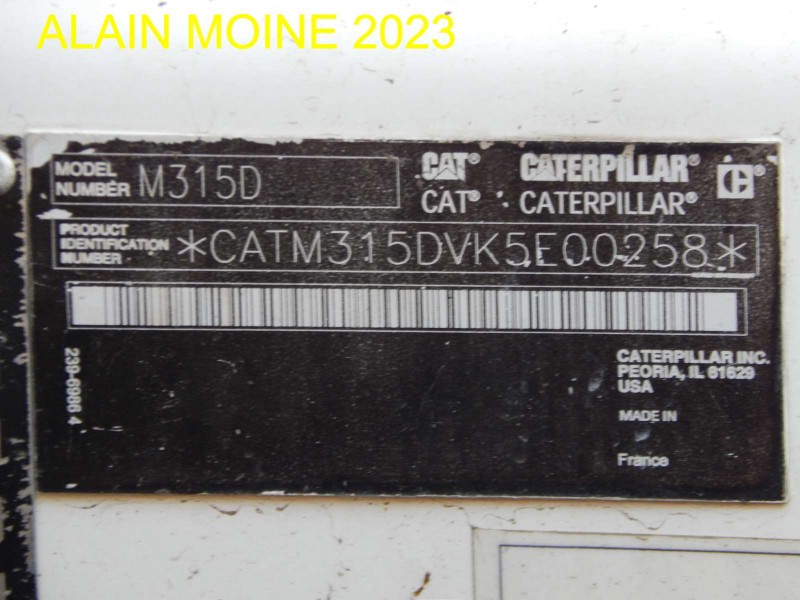 ALAIN MOINE 2023
MODEL NUMBER M315D
CAT® CATERPILLAR® C®
CAT® CATERPILLAR®
PRODUCT IDENTIFICATION NUMBER *CATM315DVK5E00258*
239-6986 4
CATERPILLAR INC.
PEORIA, IL 61629
USA
MADE IN
France